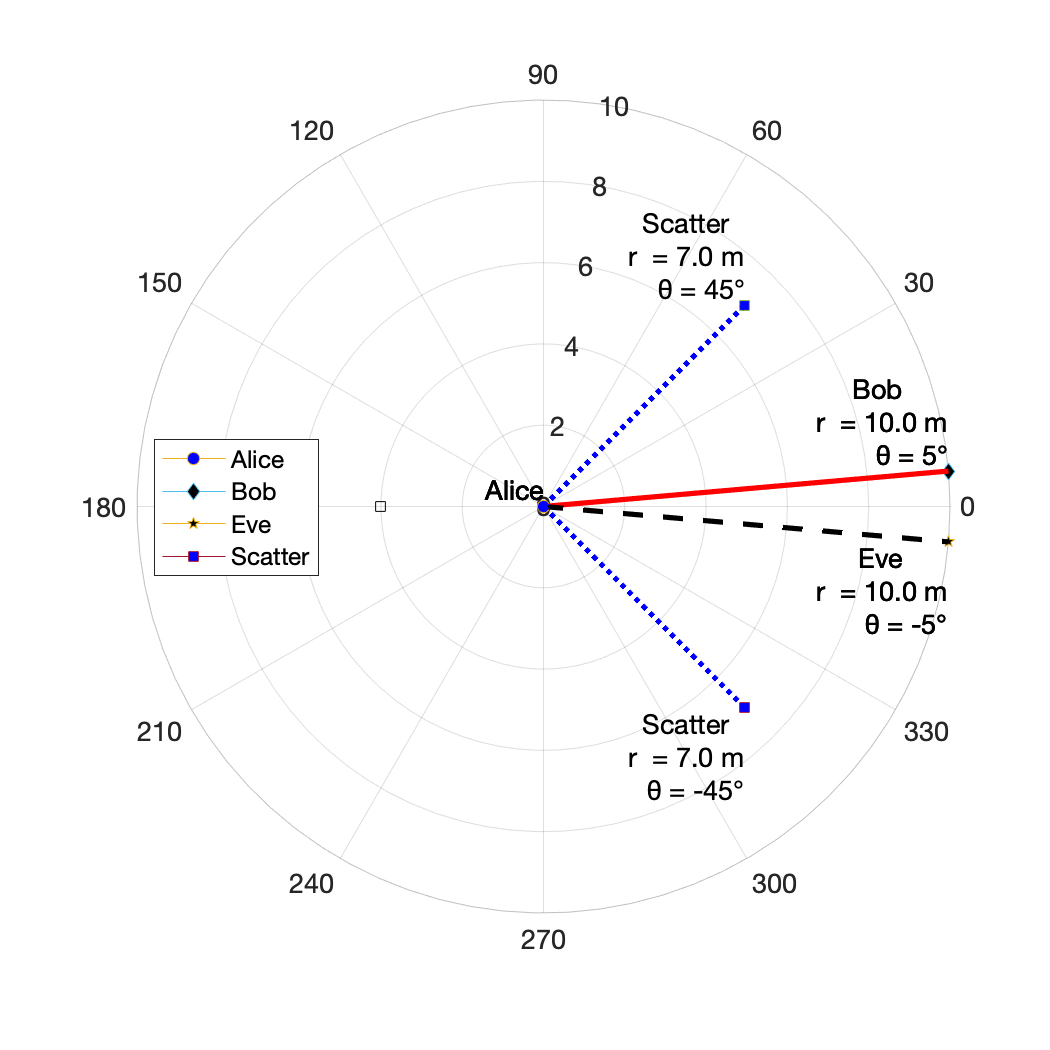 90
10
120
60
8
Scatter
r = 7.0 m
θ = 45°
6
150
30
4
Bob
r = 10.0 m
θ = 5°
2
Alice
Bob
Eve
Scatter
Alice
180
0
Eve
r = 10.0 m
θ = -5°
Scatter
r = 7.0 m
θ = -45°
210
330
240
300
270